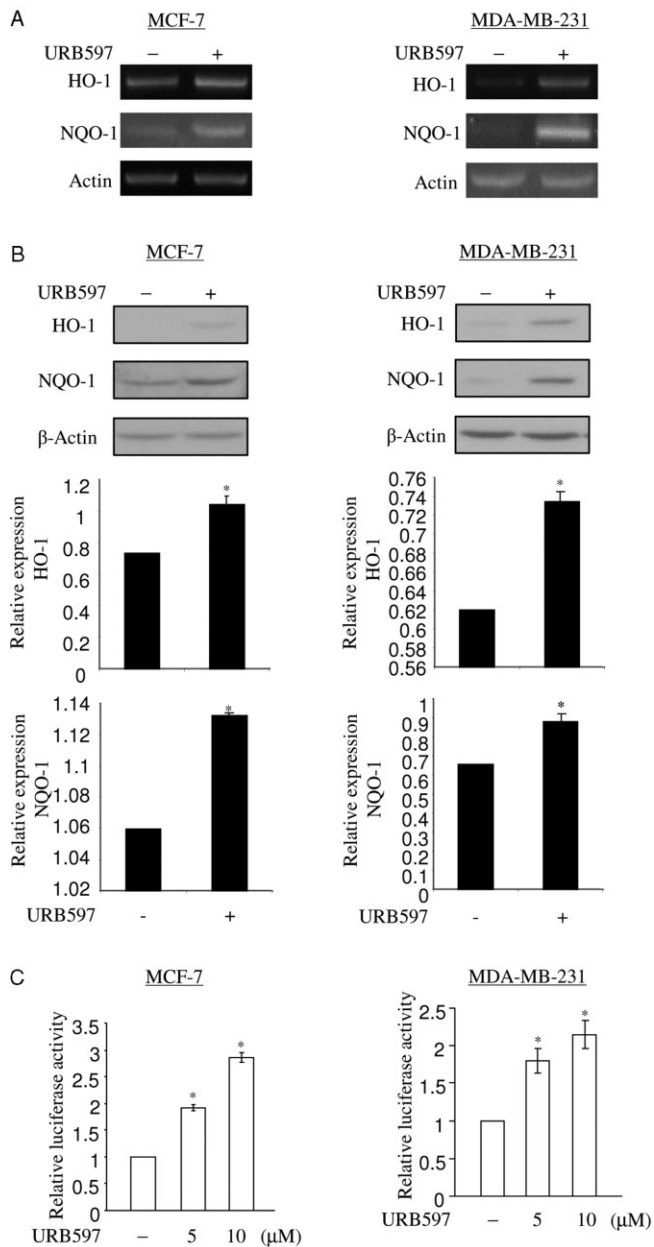 A
MCF-7
URB597 – +
HO-1
NQO-1
Actin
MDA-MB-231
URB597 – +
HO-1
NQO-1
Actin
B
MCF-7
URB597 – +
HO-1
NQO-1
β-Actin
Relative expression
HO-1
1.2
1
0.8
0.6
0.4
0.2
0
*
Relative expression
NQO-1
1.14
1.12
1.1
1.08
1.06
1.04
1.02
*
URB597 - +
MDA-MB-231
URB597 – +
HO-1
NQO-1
β-Actin
Relative expression
HO-1
0.76
0.74
0.72
0.7
0.68
0.66
0.64
0.62
0.6
0.58
0.56
*
Relative expression
NQO-1
1
0.9
0.8
0.7
0.6
0.5
0.4
0.3
0.2
0.1
0
*
URB597 - +
C
MCF-7
Relative luciferase activity
3.5
3
2.5
2
1.5
1
0.5
0
*
*
URB597 – 5 10 (μM)
MDA-MB-231
Relative luciferase activity
2.5
2
1.5
1
0.5
0
*
*
URB597 – 5 10 (μM)